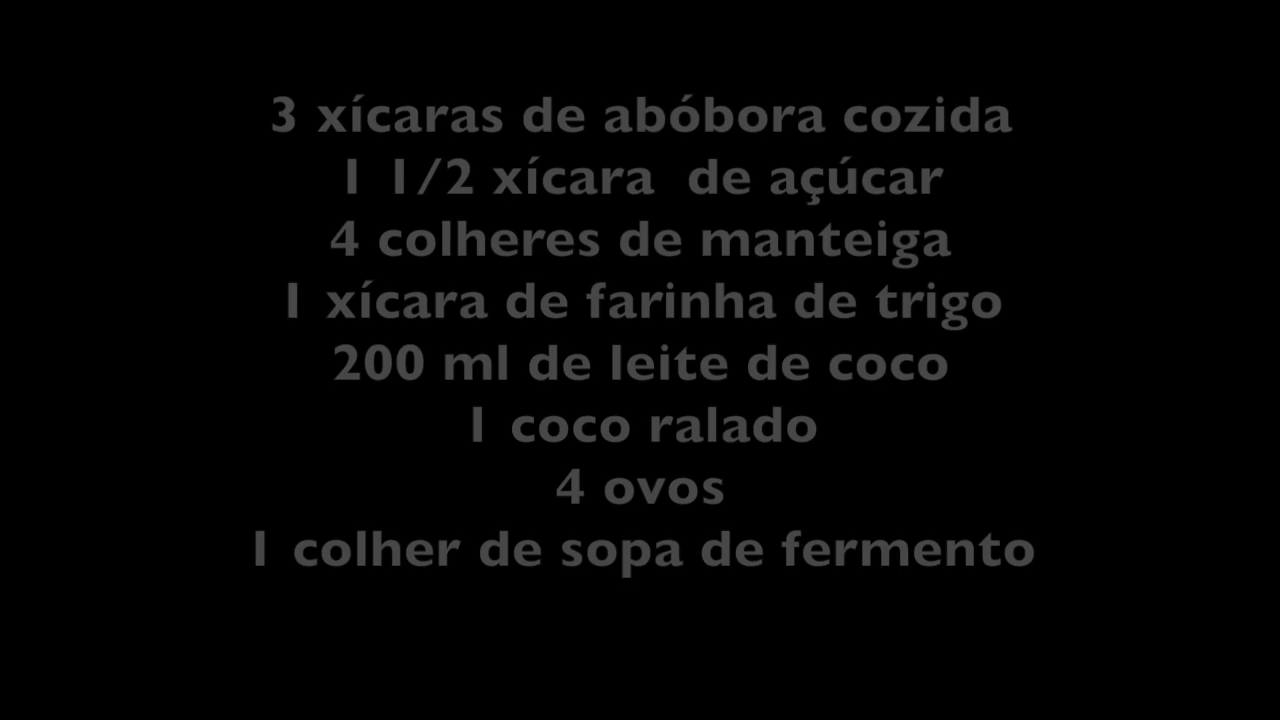 3 xícaras de abóbora cozida
1 1/2 xícara  de açúcar
4 colheres de manteiga
1 xícara de farinha de trigo
200 ml de leite de coco
1 coco ralado
4 ovos
1 colher de sopa de fermento